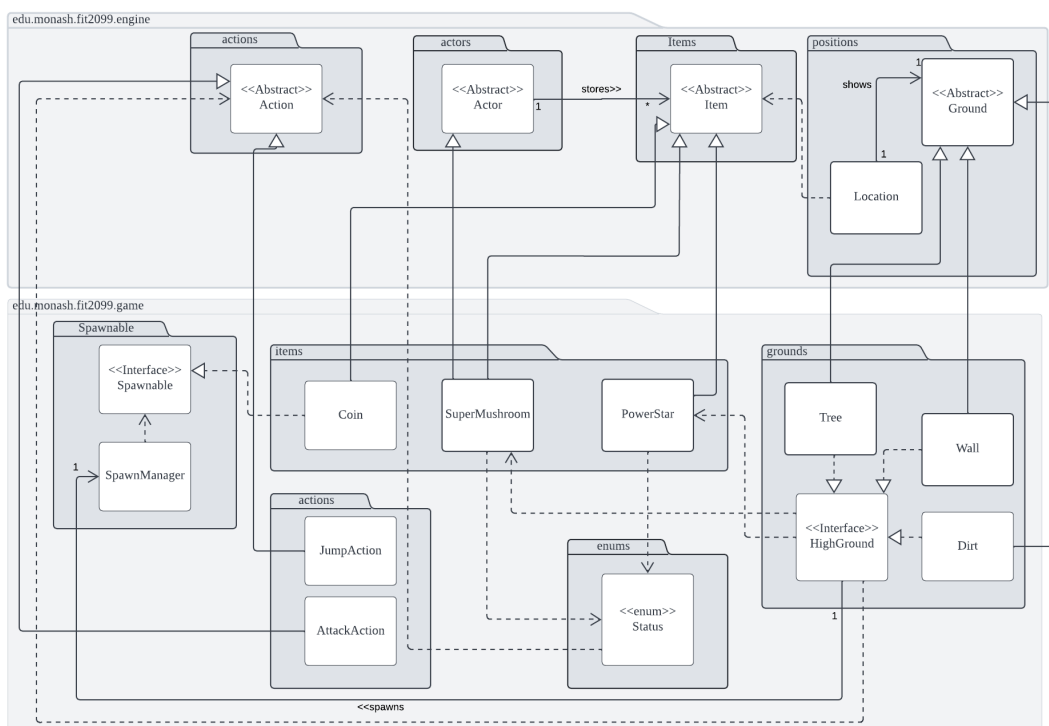 edu.monash.fit2099.engine
actions
<<Abstract>>
Action
actors
<<Abstract>>
Actor
1
stores>>
*
Items
<<Abstract>>
Item
positions
1
shows
<<Abstract>>
Ground
1
Location
edu.monash.fit2099.game
Spawnable
<<Interface>>
Spawnable
1
SpawnManager
items
Coin
SuperMushroom
PowerStar
grounds
Tree
Wall
<<Interface>>
HighGround
Dirt
1
actions
JumpAction
AttackAction
enums
<<enum>>
Status
<<spawns